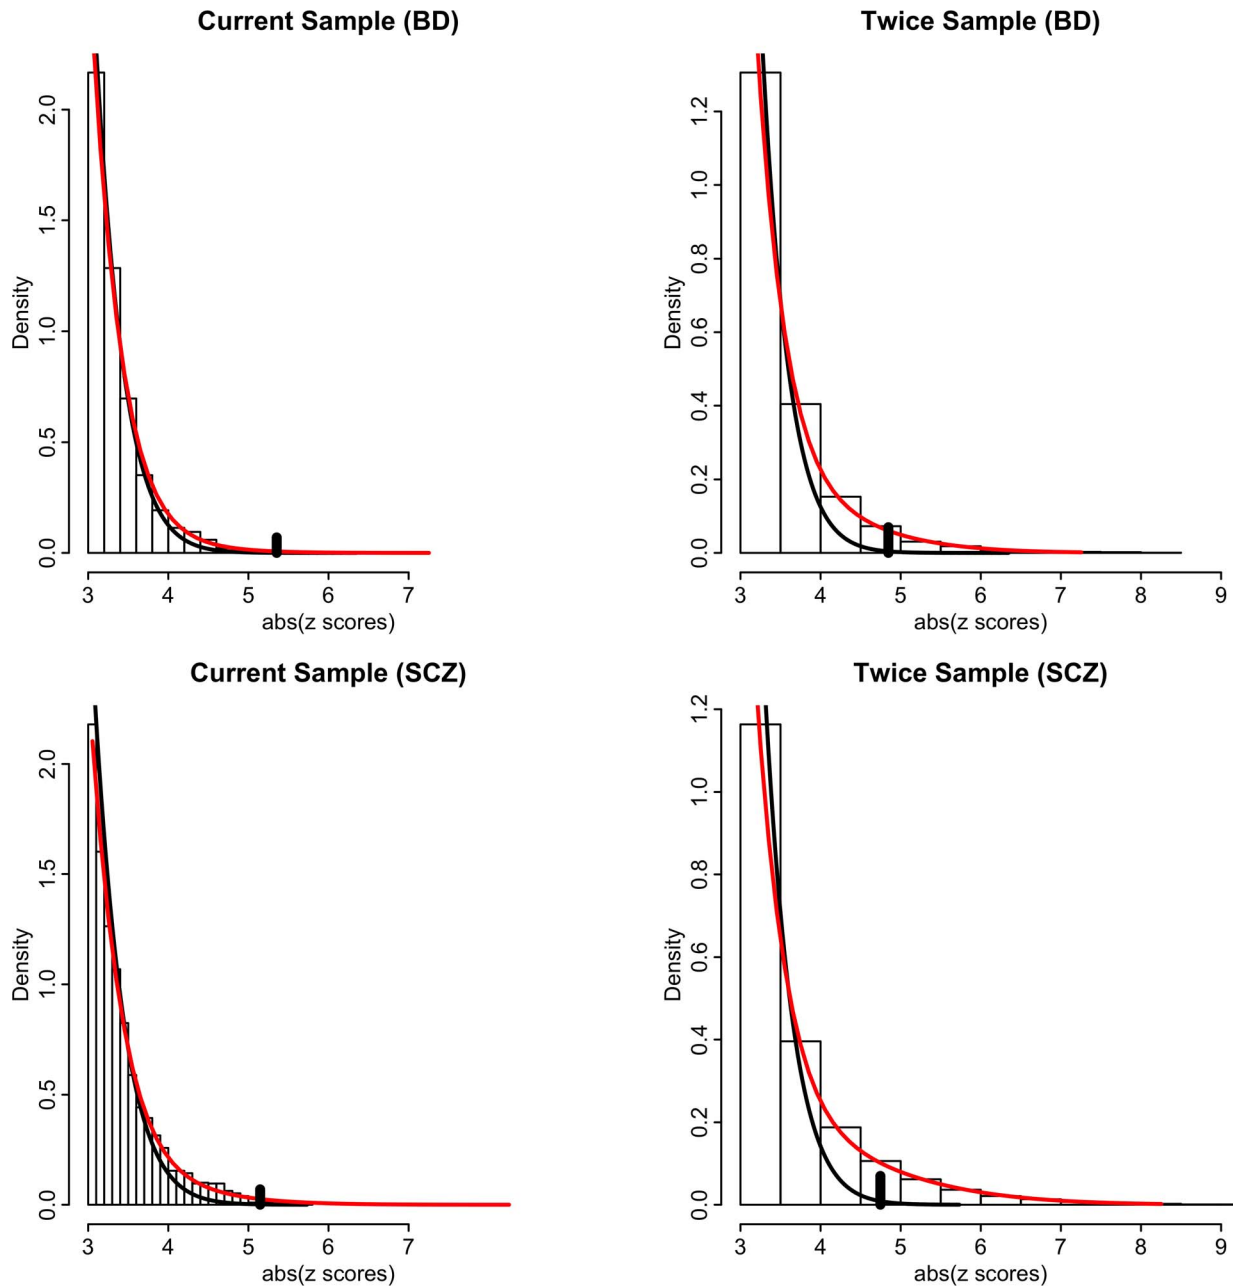 Current Sample (BD)
Density
0.0 0.5 1.0 1.5 2.0
3 4 5 6 7
abs(z scores)
Twice Sample (BD)
Density
0.0 0.2 0.4 0.6 0.8 1.0 1.2
3 4 5 6 7 8 9
abs(z scores)
Current Sample (SCZ)
Density
0.0 0.5 1.0 1.5 2.0
3 4 5 6 7
abs(z scores)
Twice Sample (SCZ)
Density
0.0 0.2 0.4 0.6 0.8 1.0 1.2
3 4 5 6 7 8 9
abs(z scores)